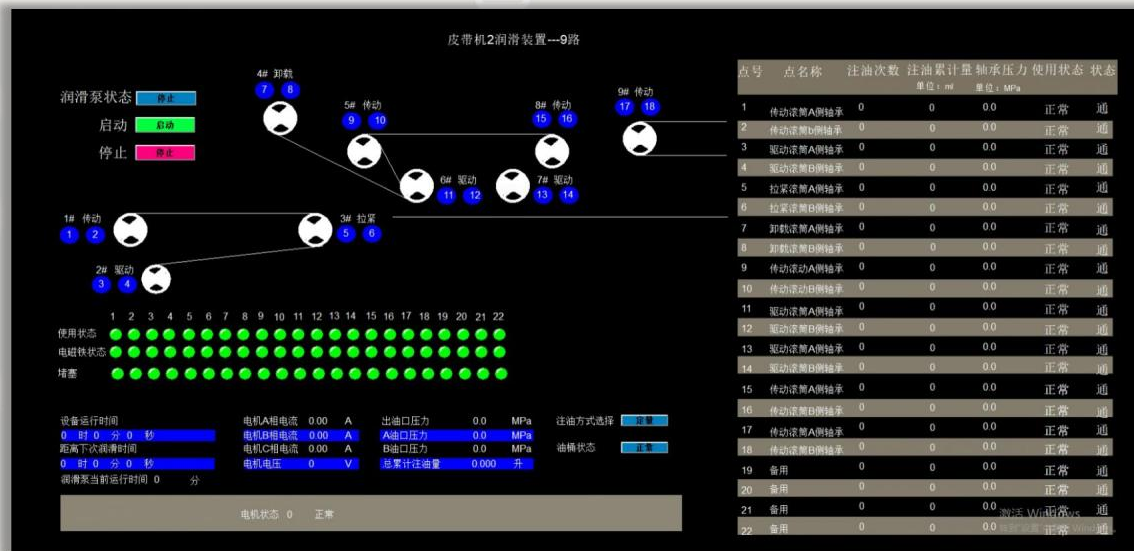 皮带机2润滑装置---9路
润滑泵状态 停止
启动 启动
停止 停止
4# 卸载
7 8
5# 传动
9 10
8# 传动
15 16
9# 传动
17 18
6# 驱动
11 12
7# 驱动
13 14
1# 传动
1 2
3# 拉紧
5 6
2# 驱动
3 4
1 2 3 4 5 6 7 8 9 10 11 12 13 14 15 16 17 18 19 20 21 22
使用状态
电磁铁状态
堵塞
设备运行时间
0 时 0 分 0 秒
距离下次润滑时间
0 时 0 分 0 秒
润滑泵当前运行时间 0 分
电机A相电流 0.00 A
电机B相电流 0.00 A
电机C相电流 0.00 A
电机电压 0 V
出油口压力 0.0 MPa
A油口压力 0.0 MPa
B油口压力 0.0 MPa
总累计注油量 0.000 升
注油方式选择 定量
油桶状态 正常
电机状态 0 正常
点号 点名称 注油次数 注油累计量 轴承压力 使用状态 状态
单位：ml 单位：MPa
1 传动滚筒A侧轴承 0 0 0.0 正常 通
2 传动滚筒b侧轴承 0 0 0.0 正常 通
3 驱动滚筒A侧轴承 0 0 0.0 正常 通
4 驱动滚筒B侧轴承 0 0 0.0 正常 通
5 拉紧滚筒A侧轴承 0 0 0.0 正常 通
6 拉紧滚筒B侧轴承 0 0 0.0 正常 通
7 卸载滚筒A侧轴承 0 0 0.0 正常 通
8 卸载滚筒B侧轴承 0 0 0.0 正常 通
9 传动滚动A侧轴承 0 0 0.0 正常 通
10 传动滚动B侧轴承 0 0 0.0 正常 通
11 驱动滚筒A侧轴承 0 0 0.0 正常 通
12 驱动滚筒B侧轴承 0 0 0.0 正常 通
13 驱动滚筒A侧轴承 0 0 0.0 正常 通
14 驱动滚筒B侧轴承 0 0 0.0 正常 通
15 传动滚筒A侧轴承 0 0 0.0 正常 通
16 传动滚筒B侧轴承 0 0 0.0 正常 通
17 传动滚筒A侧轴承 0 0 0.0 正常 通
18 传动滚筒B侧轴承 0 0 0.0 正常 通
19 备用 0 0 0.0 正常 通
20 备用 0 0 0.0 正常 通
21 备用 0 0 0.0 正常 通
22 备用 0 0 0.0 正常 通
激活 Windows